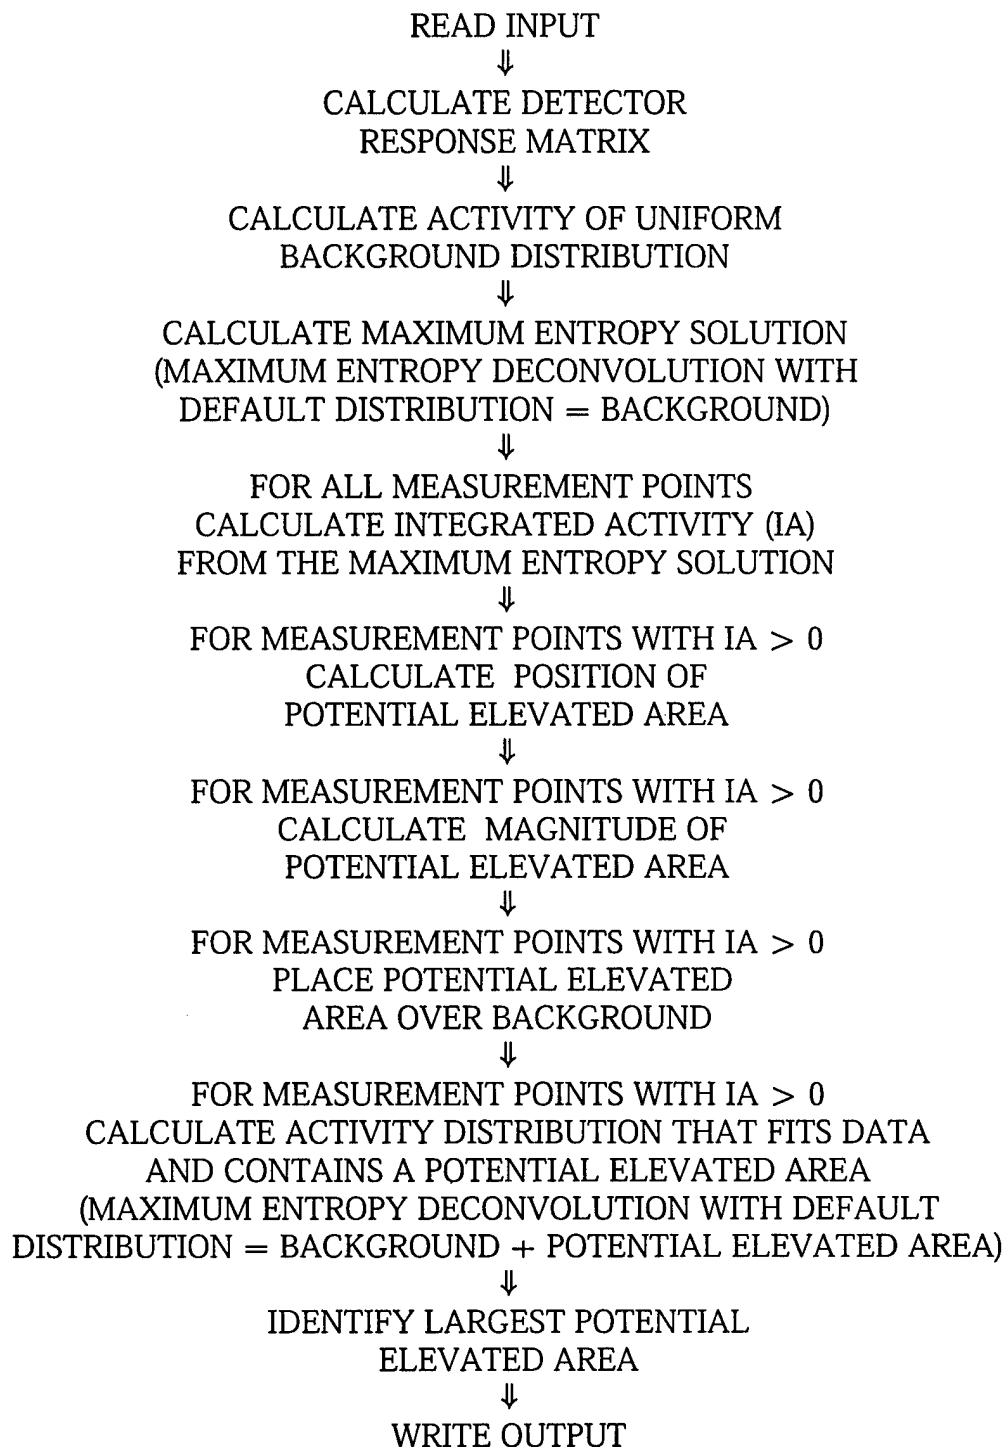 READ INPUT
⇓
CALCULATE DETECTOR
RESPONSE MATRIX
⇓
CALCULATE ACTIVITY OF UNIFORM
BACKGROUND DISTRIBUTION
⇓
CALCULATE MAXIMUM ENTROPY SOLUTION
(MAXIMUM ENTROPY DECONVOLUTION WITH
DEFAULT DISTRIBUTION = BACKGROUND)
⇓
FOR ALL MEASUREMENT POINTS
CALCULATE INTEGRATED ACTIVITY (IA)
FROM THE MAXIMUM ENTROPY SOLUTION
⇓
FOR MEASUREMENT POINTS WITH IA > 0
CALCULATE POSITION OF
POTENTIAL ELEVATED AREA
⇓
FOR MEASUREMENT POINTS WITH IA > 0
CALCULATE MAGNITUDE OF
POTENTIAL ELEVATED AREA
⇓
FOR MEASUREMENT POINTS WITH IA > 0
PLACE POTENTIAL ELEVATED
AREA OVER BACKGROUND
⇓
FOR MEASUREMENT POINTS WITH IA > 0
CALCULATE ACTIVITY DISTRIBUTION THAT FITS DATA
AND CONTAINS A POTENTIAL ELEVATED AREA
(MAXIMUM ENTROPY DECONVOLUTION WITH DEFAULT
DISTRIBUTION = BACKGROUND + POTENTIAL ELEVATED AREA)
⇓
IDENTIFY LARGEST POTENTIAL
ELEVATED AREA
⇓
WRITE OUTPUT